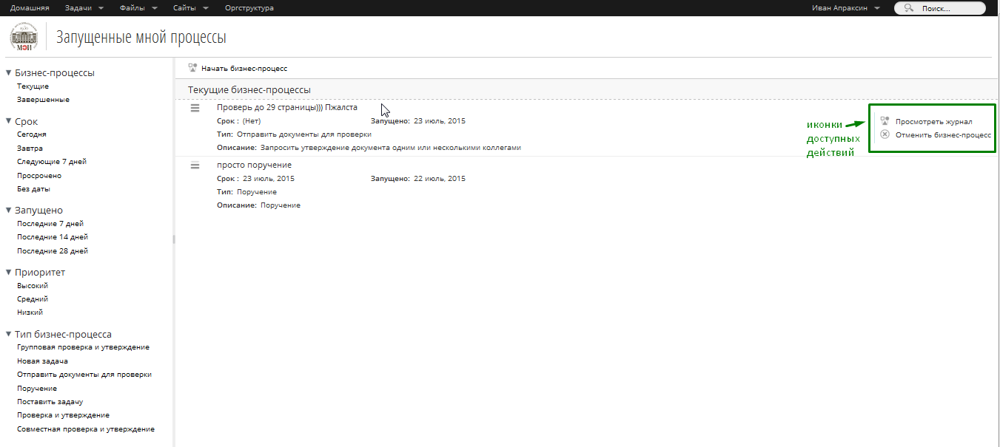 Домашняя Задачи Файлы Сайты Оргструктура Иван Апраксин Поиск...
МЭИ Запущенные мной процессы
Бизнес-процессы
Текущие
Завершенные
Срок
Сегодня
Завтра
Следующие 7 дней
Просрочено
Без даты
Запущено
Последние 7 дней
Последние 14 дней
Последние 28 дней
Приоритет
Высокий
Средний
Низкий
Тип бизнес-процесса
Групповая проверка и утверждение
Новая задача
Отправить документы для проверки
Поручение
Поставить задачу
Проверка и утверждение
Совместная проверка и утверждение
Начать бизнес-процесс
Текущие бизнес-процессы
Проверь до 29 страницы))) Пжалста
Срок : (Нет) Запущено: 23 июль, 2015
Тип: Отправить документы для проверки
Описание: Запросить утверждение документа одним или несколькими коллегами
иконки
доступных
действий
Просмотреть журнал
Отменить бизнес-процесс
просто поручение
Срок : 23 июль, 2015 Запущено: 22 июль, 2015
Тип: Поручение
Описание: Поручение